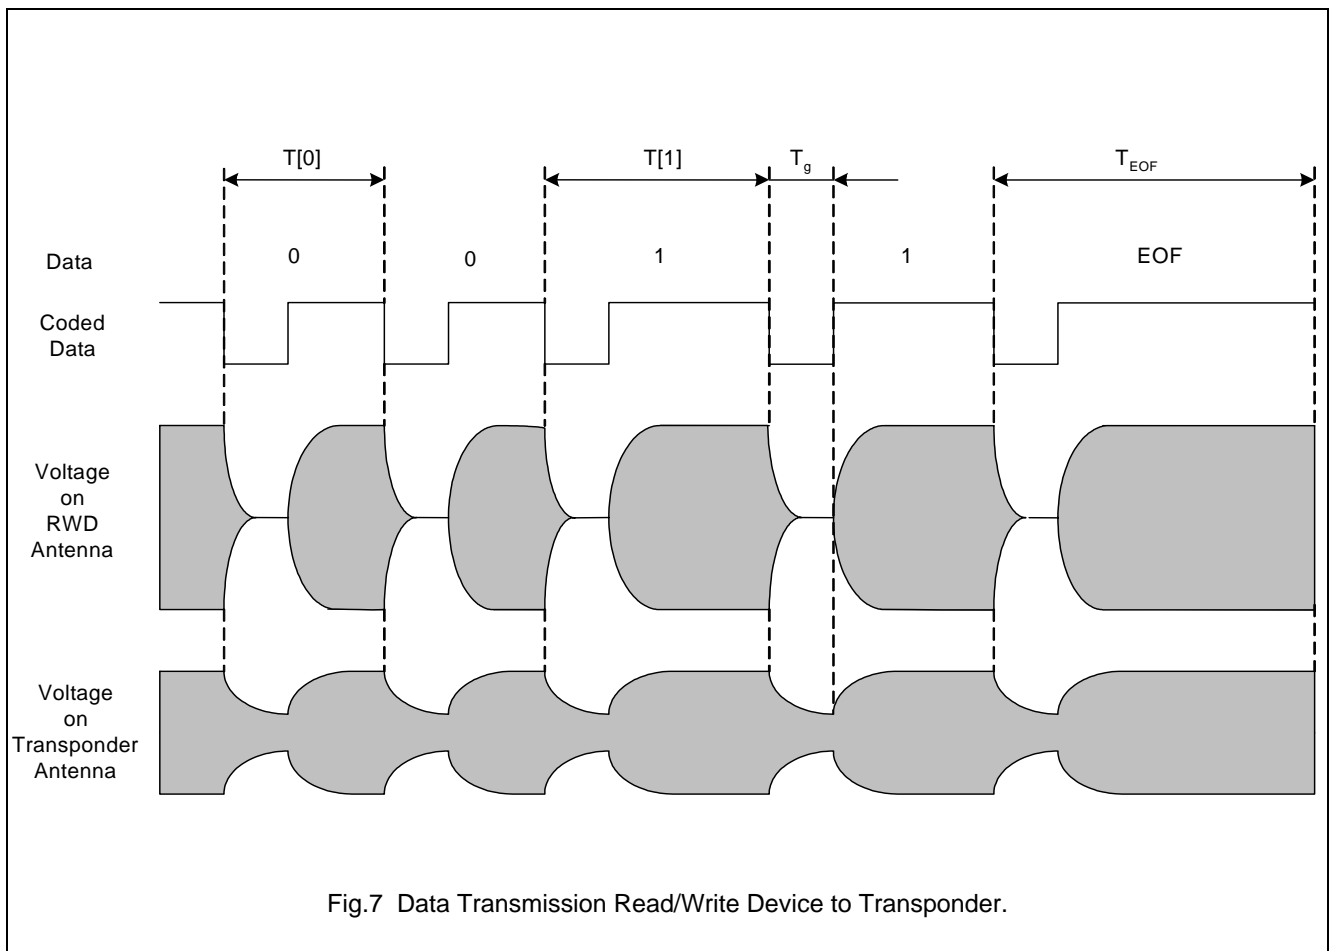 T[0]
T[1]
Tg
TEOF
Data
0
0
1
1
EOF
Coded
Data
Voltage
on
RWD
Antenna
Voltage
on
Transponder
Antenna
Fig.7 Data Transmission Read/Write Device to Transponder.